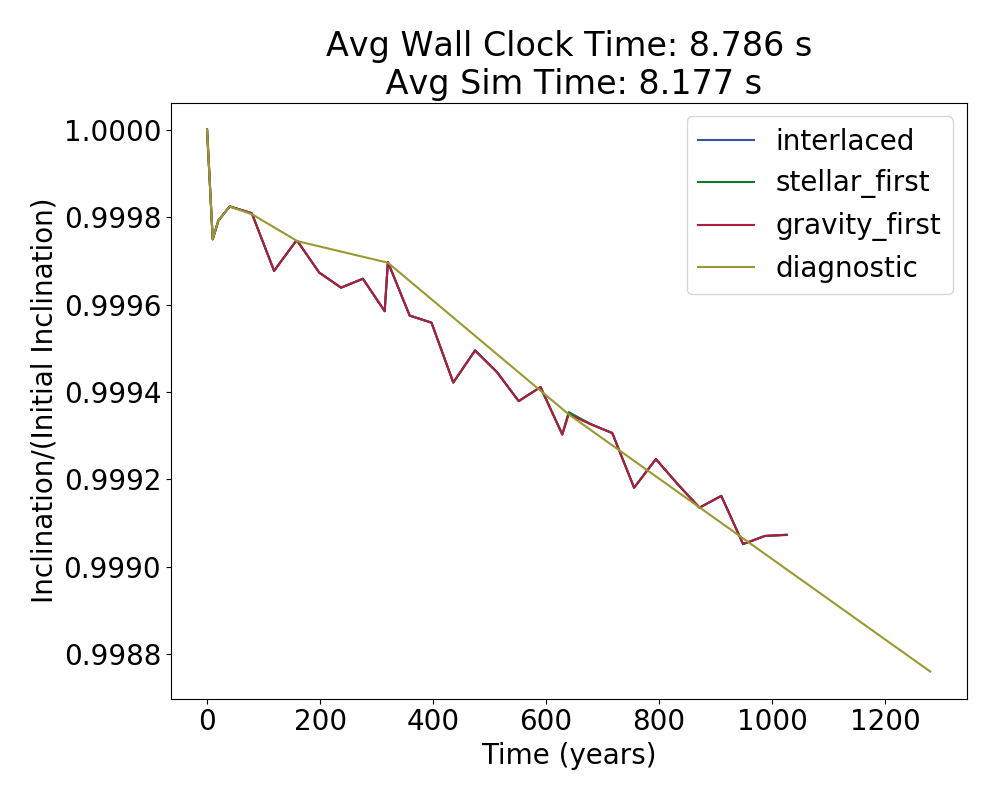 Avg Wall Clock Time: 8.786 s
Avg Sim Time: 8.177 s
interlaced
stellar_first
gravity_first
diagnostic
1.0000
0.9998
0.9996
0.9994
0.9992
0.9990
0.9988
Inclination/(Initial Inclination)
0 200 400 600 800 1000 1200
Time (years)